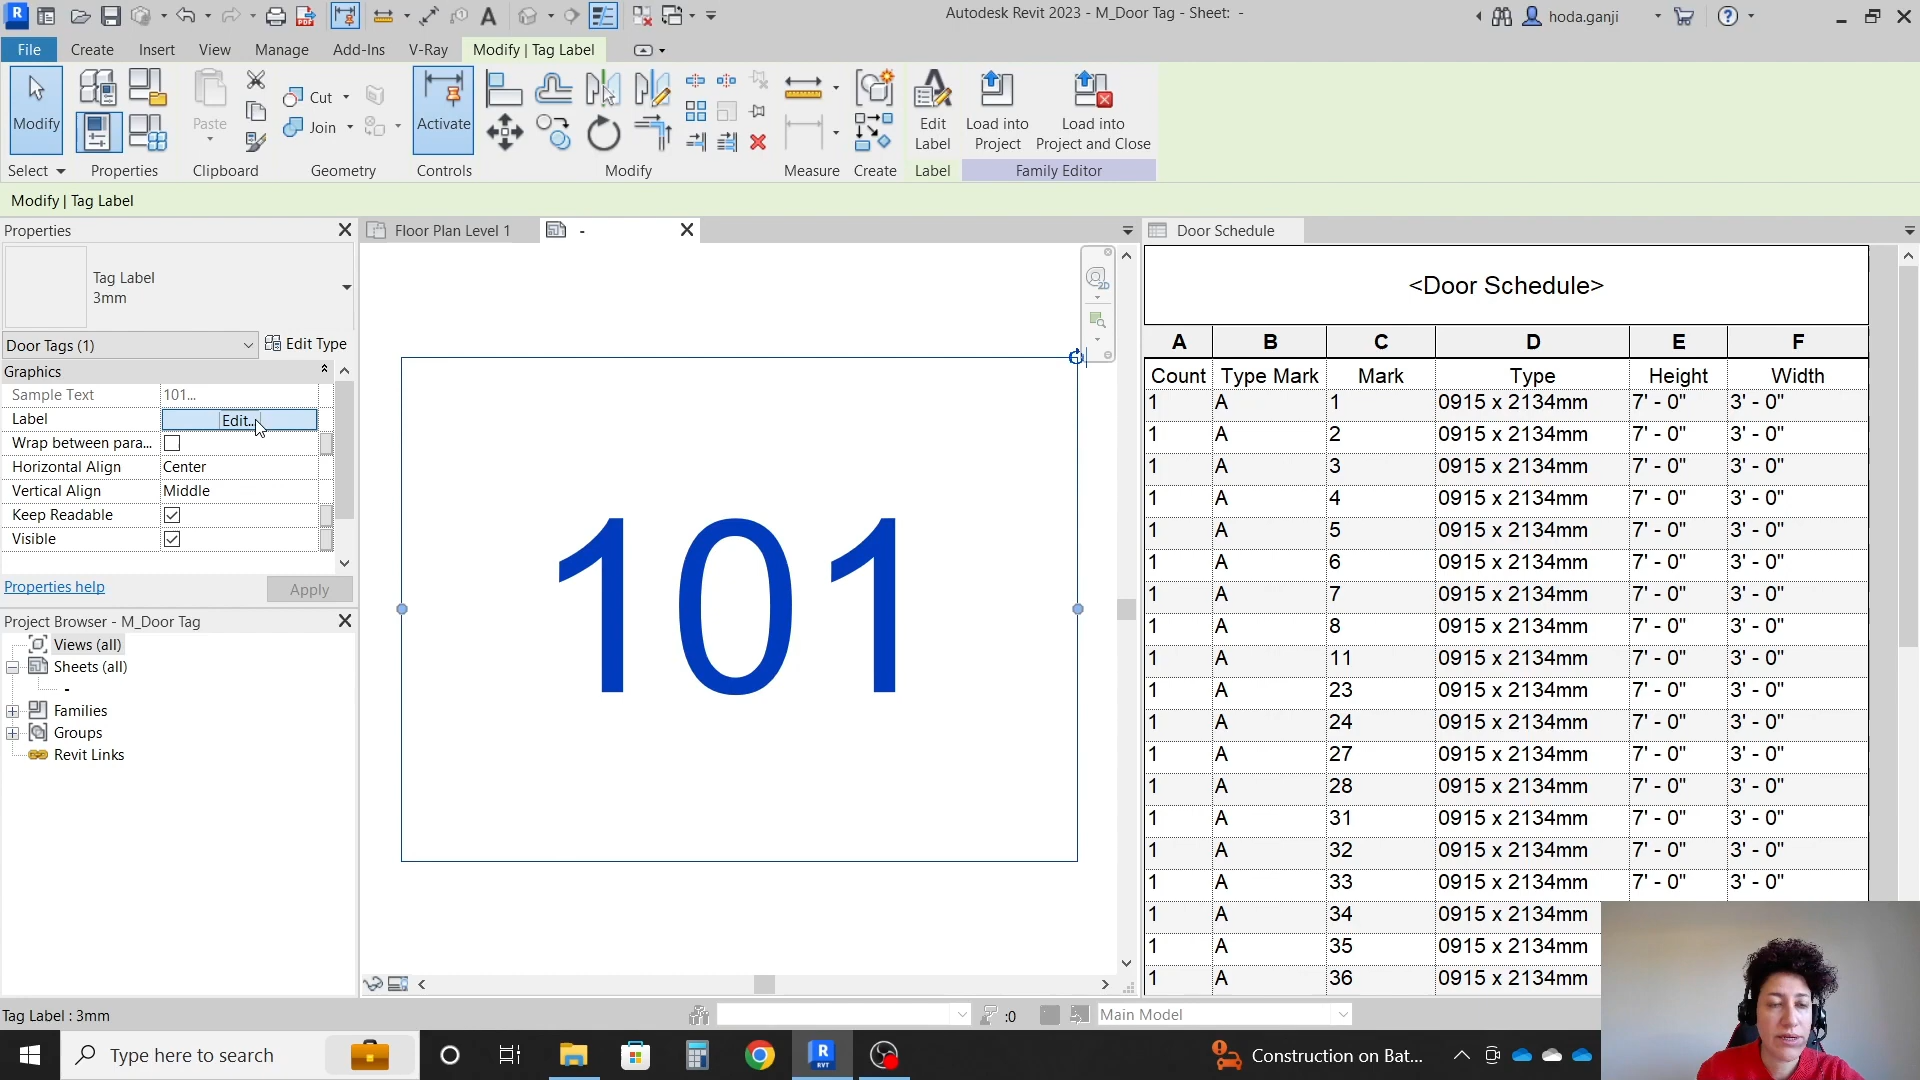 Autodesk Revit 2023 - M_Door Tag - Sheet: -
hoda.ganji
File Create Insert View Manage Add-Ins V-Ray Modify | Tag Label
Modify
Paste
Cut
Join
Activate
Edit Label
Load into Project
Load into Project and Close
Select Properties Clipboard Geometry Controls Modify Measure Create Label Family Editor
Modify | Tag Label
Properties
Tag Label
3mm
Door Tags (1) Edit Type
Graphics
Sample Text 101...
Label Edit...
Wrap between para...
Horizontal Align Center
Vertical Align Middle
Keep Readable
Visible
Properties help Apply
Project Browser - M_Door Tag
Views (all)
Sheets (all)
-
Families
Groups
Revit Links
Floor Plan Level 1 -
2D
101
Door Schedule
<Door Schedule>
A B C D E F
Count Type Mark Mark Type Height Width
1 A 1 0915 x 2134mm 7' - 0" 3' - 0"
1 A 2 0915 x 2134mm 7' - 0" 3' - 0"
1 A 3 0915 x 2134mm 7' - 0" 3' - 0"
1 A 4 0915 x 2134mm 7' - 0" 3' - 0"
1 A 5 0915 x 2134mm 7' - 0" 3' - 0"
1 A 6 0915 x 2134mm 7' - 0" 3' - 0"
1 A 7 0915 x 2134mm 7' - 0" 3' - 0"
1 A 8 0915 x 2134mm 7' - 0" 3' - 0"
1 A 11 0915 x 2134mm 7' - 0" 3' - 0"
1 A 23 0915 x 2134mm 7' - 0" 3' - 0"
1 A 24 0915 x 2134mm 7' - 0" 3' - 0"
1 A 27 0915 x 2134mm 7' - 0" 3' - 0"
1 A 28 0915 x 2134mm 7' - 0" 3' - 0"
1 A 31 0915 x 2134mm 7' - 0" 3' - 0"
1 A 32 0915 x 2134mm 7' - 0" 3' - 0"
1 A 33 0915 x 2134mm 7' - 0" 3' - 0"
1 A 34 0915 x 2134mm
1 A 35 0915 x 2134mm
1 A 36 0915 x 2134mm
Tag Label : 3mm
:0
Main Model
Type here to search
R
RVT
Construction on Bat...